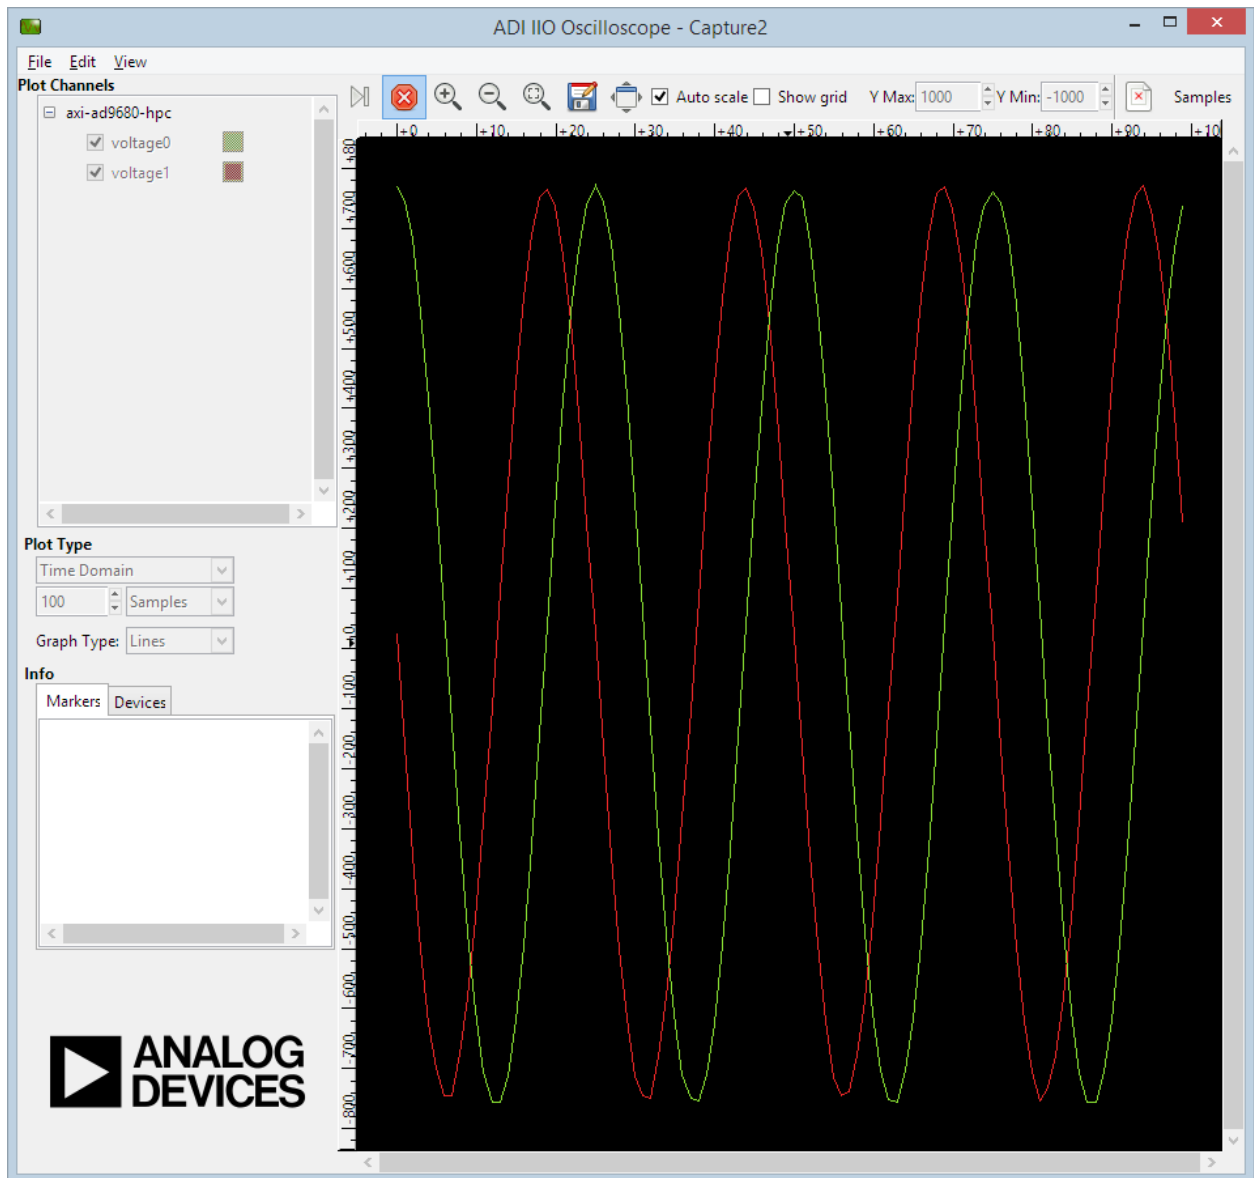 ADI IIO Oscilloscope - Capture2
File Edit View
Plot Channels
axi-ad9680-hpc
voltage0
voltage1
Auto scale Show grid Y Max: 1000 Y Min: -1000 Samples
+0 +10 +20 +30 +40 +50 +60 +70 +80 +90 +10
+80
+700
+600
+500
+400
+300
+200
+100
+0
-100
-200
-300
-400
-500
-600
-700
-800
Plot Type
Time Domain
100 Samples
Graph Type: Lines
Info
Markers Devices
ANALOG
DEVICES